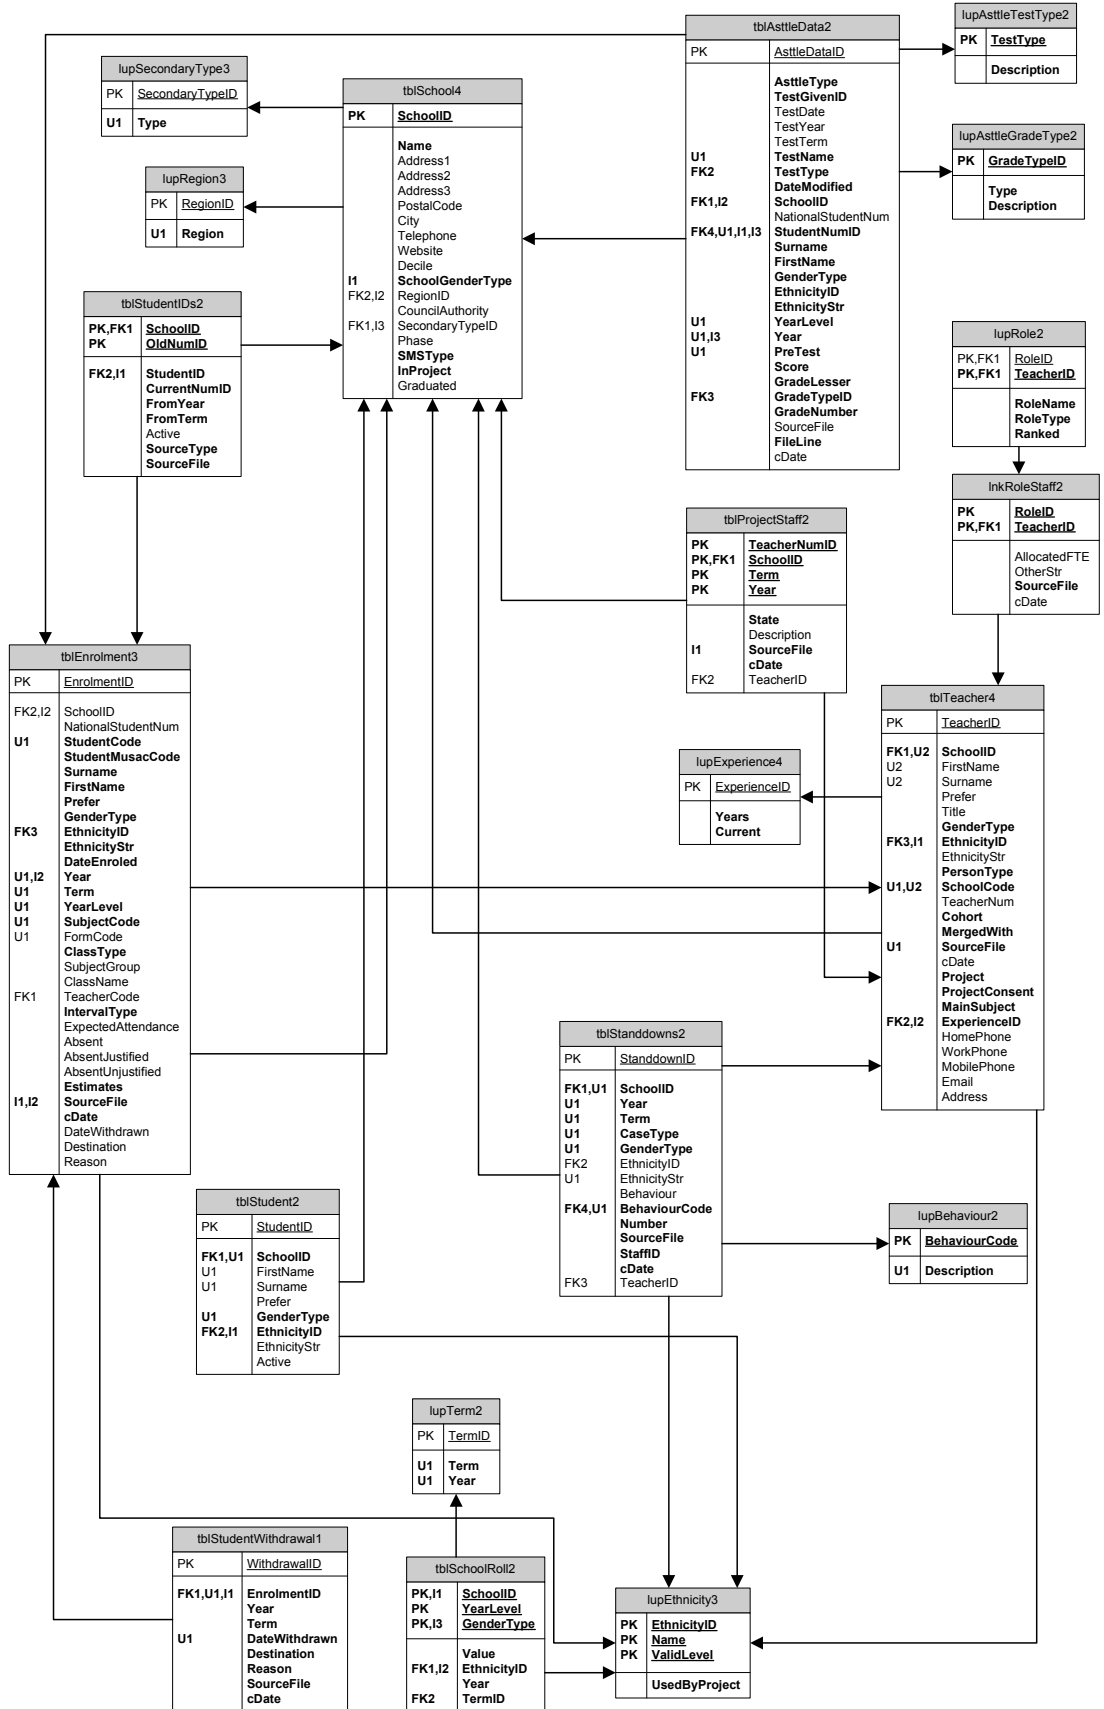 tblAsttleData2
PK AsttleDataID
AsttleType
TestGivenID
TestDate
TestYear
TestTerm
U1 TestName
FK2 TestType
DateModified
FK1,I2 SchoolID
NationalStudentNum
FK4,U1,I1,I3 StudentNumID
Surname
FirstName
GenderType
EthnicityID
EthnicityStr
U1 YearLevel
U1,I3 Year
U1 PreTest
Score
GradeLesser
FK3 GradeTypeID
GradeNumber
SourceFile
FileLine
cDate
lupAsttleTestType2
PK TestType
Description
lupSecondaryType3
PK SecondaryTypeID
U1 Type
tblSchool4
PK SchoolID
Name
Address1
Address2
Address3
PostalCode
City
Telephone
Website
Decile
I1 SchoolGenderType
FK2,I2 RegionID
CouncilAuthority
FK1,I3 SecondaryTypeID
Phase
SMSType
InProject
Graduated
lupAsttleGradeType2
PK GradeTypeID
Type
Description
lupRegion3
PK RegionID
U1 Region
tblStudentIDs2
PK,FK1 SchoolID
PK OldNumID
FK2,I1 StudentID
CurrentNumID
FromYear
FromTerm
Active
SourceType
SourceFile
lupRole2
PK,FK1 RoleID
PK,FK1 TeacherID
RoleName
RoleType
Ranked
lnkRoleStaff2
PK RoleID
PK,FK1 TeacherID
AllocatedFTE
OtherStr
SourceFile
cDate
tblProjectStaff2
PK TeacherNumID
PK,FK1 SchoolID
PK Term
PK Year
State
Description
I1 SourceFile
cDate
FK2 TeacherID
tblEnrolment3
PK EnrolmentID
FK2,I2 SchoolID
NationalStudentNum
U1 StudentCode
StudentMusacCode
Surname
FirstName
Prefer
GenderType
FK3 EthnicityID
EthnicityStr
DateEnroled
U1,I2 Year
U1 Term
U1 YearLevel
U1 SubjectCode
U1 FormCode
ClassType
SubjectGroup
ClassName
FK1 TeacherCode
IntervalType
ExpectedAttendance
Absent
AbsentJustified
AbsentUnjustified
Estimates
I1,I2 SourceFile
cDate
DateWithdrawn
Destination
Reason
tblTeacher4
PK TeacherID
FK1,U2 SchoolID
U2 FirstName
U2 Surname
Prefer
Title
GenderType
FK3,I1 EthnicityID
EthnicityStr
PersonType
U1,U2 SchoolCode
TeacherNum
Cohort
MergedWith
U1 SourceFile
cDate
Project
ProjectConsent
MainSubject
FK2,I2 ExperienceID
HomePhone
WorkPhone
MobilePhone
Email
Address
lupExperience4
PK ExperienceID
Years
Current
tblStanddowns2
PK StanddownID
FK1,U1 SchoolID
U1 Year
U1 Term
U1 CaseType
U1 GenderType
FK2 EthnicityID
U1 EthnicityStr
Behaviour
FK4,U1 BehaviourCode
Number
SourceFile
StaffID
cDate
FK3 TeacherID
tblStudent2
PK StudentID
FK1,U1 SchoolID
U1 FirstName
U1 Surname
Prefer
U1 GenderType
FK2,I1 EthnicityID
EthnicityStr
Active
lupBehaviour2
PK BehaviourCode
U1 Description
lupTerm2
PK TermID
U1 Term
U1 Year
tblStudentWithdrawal1
PK WithdrawalID
FK1,U1,I1 EnrolmentID
Year
Term
U1 DateWithdrawn
Destination
Reason
SourceFile
cDate
tblSchoolRoll2
PK,I1 SchoolID
PK YearLevel
PK,I3 GenderType
Value
FK1,I2 EthnicityID
Year
FK2 TermID
lupEthnicity3
PK EthnicityID
PK Name
PK ValidLevel
UsedByProject